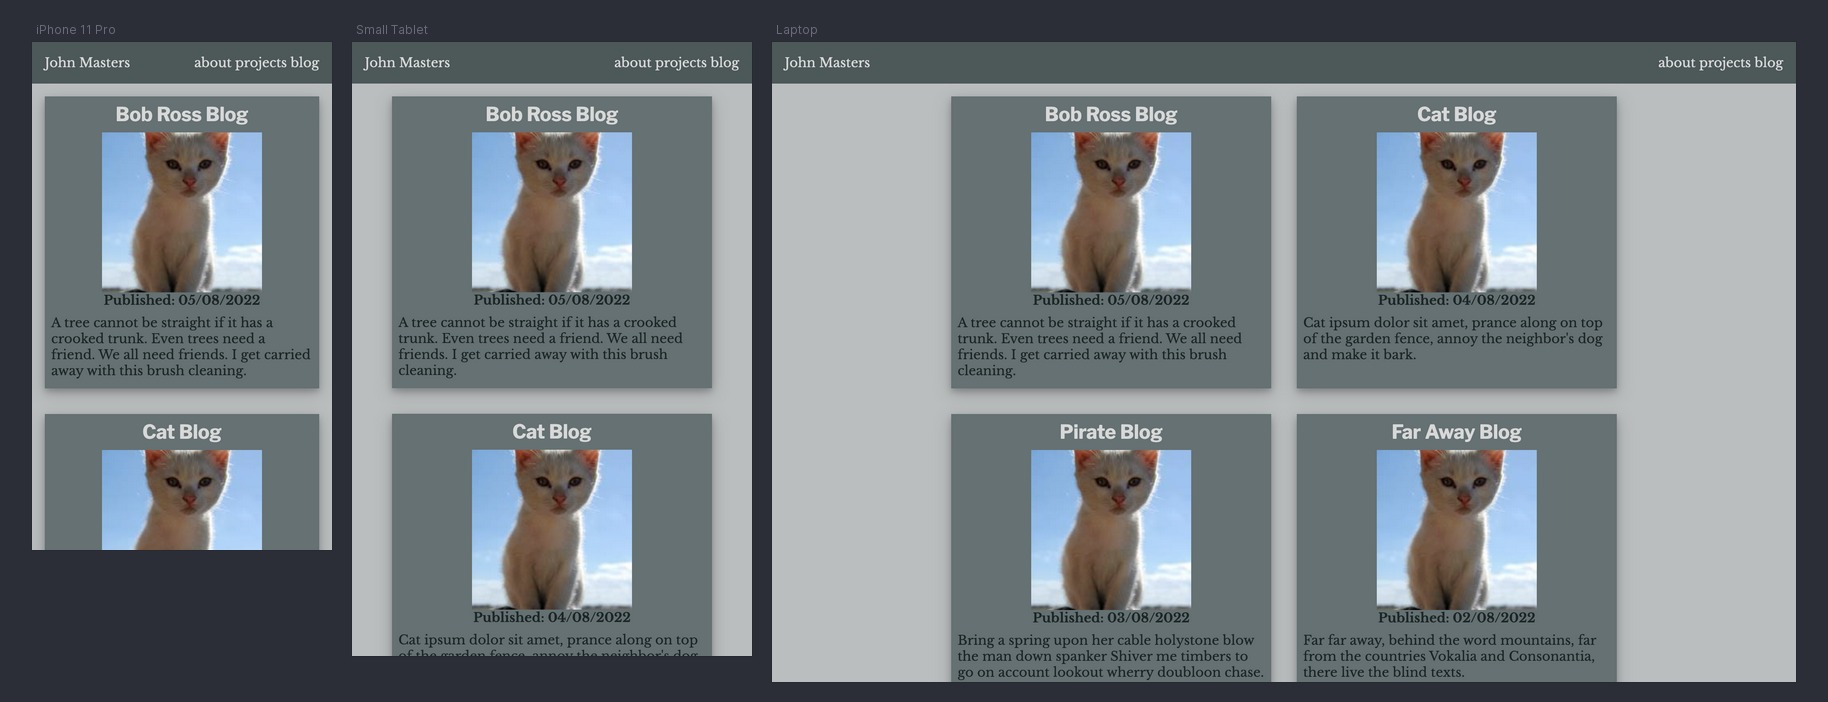 iPhone 11 Pro
John Masters
about projects blog
Bob Ross Blog
Published: 05/08/2022
A tree cannot be straight if it has a
crooked trunk. Even trees need a
friend. We all need friends. I get carried
away with this brush cleaning.
Cat Blog
Small Tablet
John Masters
about projects blog
Bob Ross Blog
Published: 05/08/2022
A tree cannot be straight if it has a crooked
trunk. Even trees need a friend. We all need
friends. I get carried away with this brush
cleaning.
Cat Blog
Published: 04/08/2022
Cat ipsum dolor sit amet, prance along on top
of the garden fence, annoy the neighbor's dog
Laptop
John Masters
about projects blog
Bob Ross Blog
Published: 05/08/2022
A tree cannot be straight if it has a crooked
trunk. Even trees need a friend. We all need
friends. I get carried away with this brush
cleaning.
Cat Blog
Published: 04/08/2022
Cat ipsum dolor sit amet, prance along on top
of the garden fence, annoy the neighbor's dog
and make it bark.
Pirate Blog
Published: 03/08/2022
Bring a spring upon her cable holystone blow
the man down spanker Shiver me timbers to
go on account lookout wherry doubloon chase.
Far Away Blog
Published: 02/08/2022
Far far away, behind the word mountains, far
from the countries Vokalia and Consonantia,
there live the blind texts.